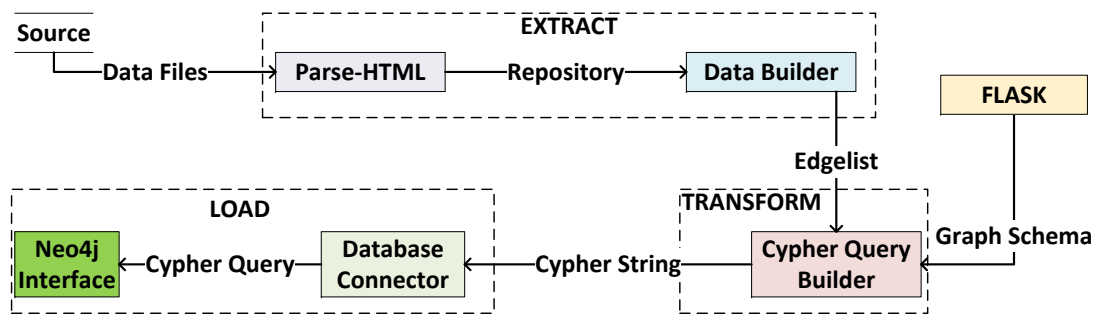 EXTRACT
Source
Data Files
Parse-HTML
Repository
Data Builder
FLASK
Edgelist
TRANSFORM
LOAD
Graph Schema
Neo4j
Interface
Cypher Query
Database
Connector
Cypher String
Cypher Query
Builder